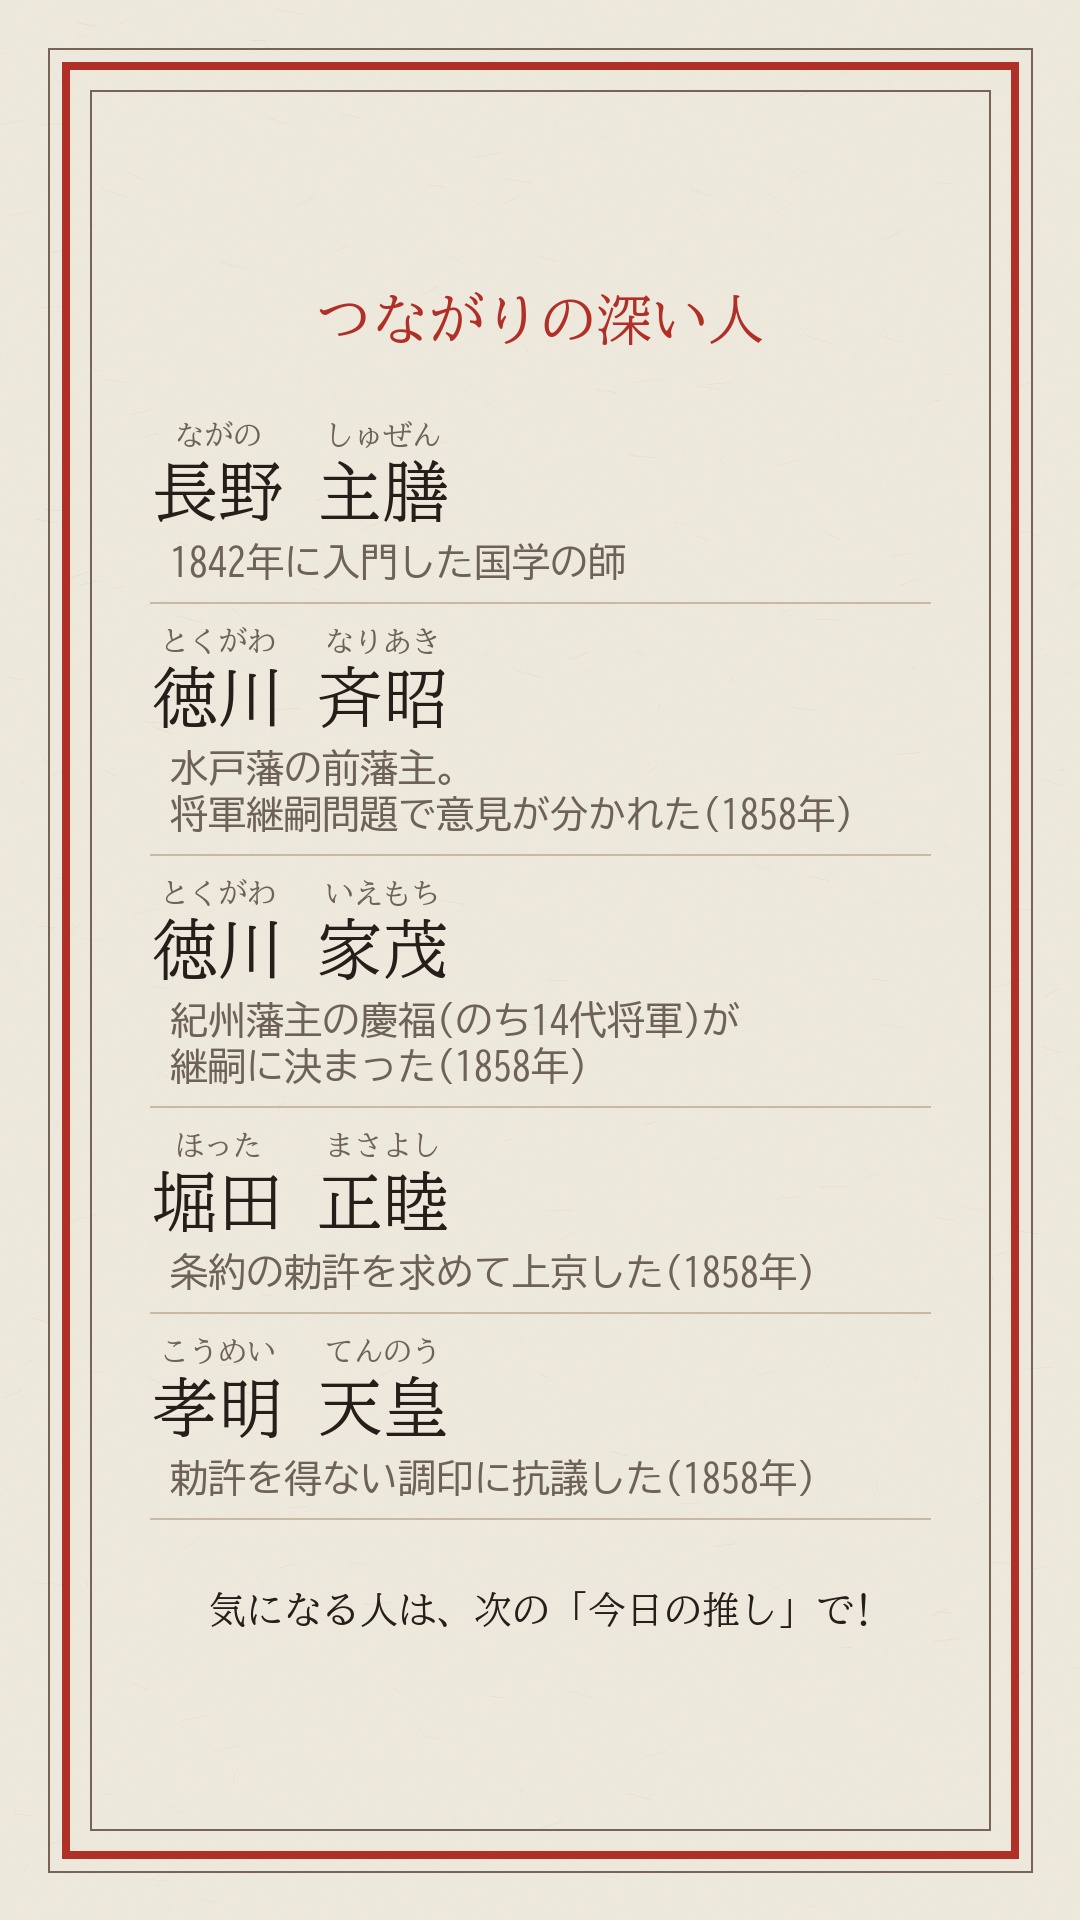 つながりの深い人
ながの しゅぜん
長野 主膳
1842年に入門した国学の師
とくがわ なりあき
徳川 斉昭
水戸藩の前藩主。
将軍継嗣問題で意見が分かれた(1858年)
とくがわ いえもち
徳川 家茂
紀州藩主の慶福(のち14代将軍)が
継嗣に決まった(1858年)
ほった まさよし
堀田 正睦
条約の勅許を求めて上京した(1858年)
こうめい てんのう
孝明 天皇
勅許を得ない調印に抗議した(1858年)
気になる人は、次の「今日の推し」で!